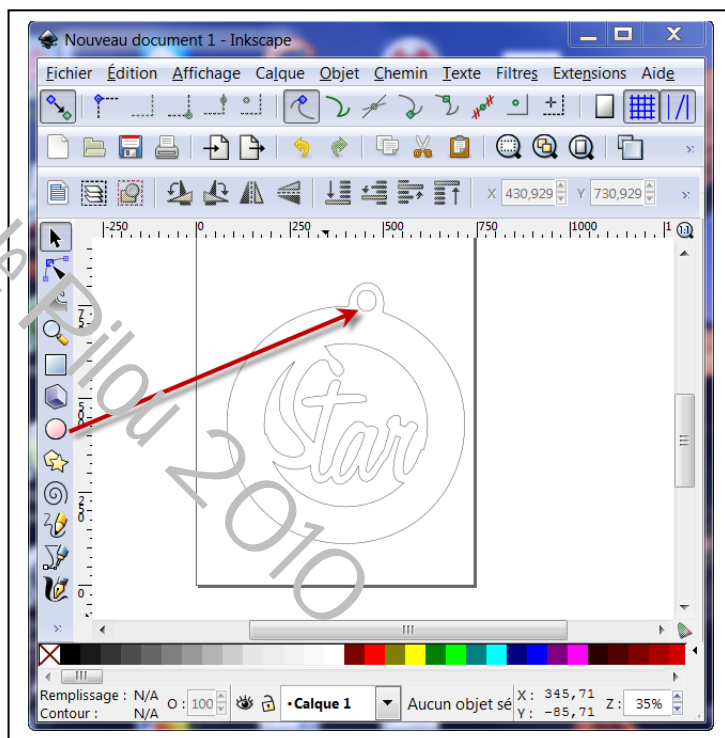 Nouveau document 1 - Inkscape
Fichier Édition Affichage Calque Objet Chemin Texte Filtres Extensions Aide
X 430,929 Y 730,929
-250 0 250 500 750 1000 1
Star
Pilou 2010
Remplissage : N/A
Contour : N/A
O : 100
•Calque 1
Aucun objet sé
X : 345,71
Y : -85,71
Z : 35%